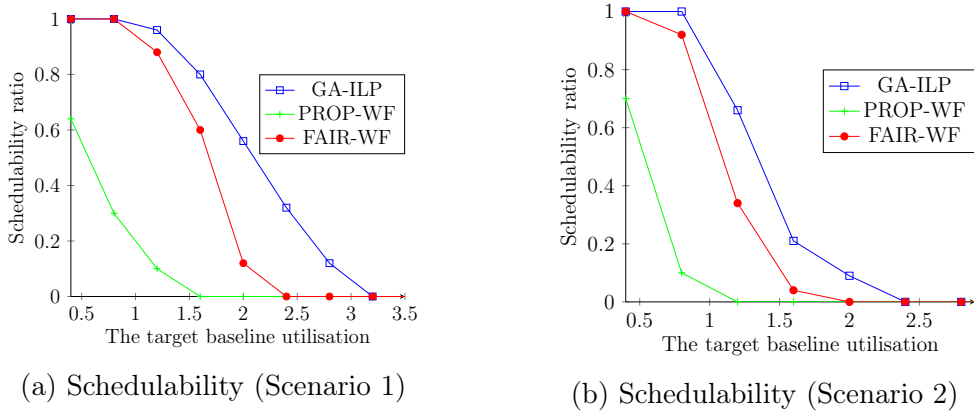 1
0.8
0.6
0.4
0.2
0
Schedulability ratio
GA-ILP
PROP-WF
FAIR-WF
0.5 1 1.5 2 2.5 3 3.5
The target baseline utilisation
(a) Schedulability (Scenario 1)
1
0.8
0.6
0.4
0.2
0
Schedulability ratio
GA-ILP
PROP-WF
FAIR-WF
0.5 1 1.5 2 2.5
The target baseline utilisation
(b) Schedulability (Scenario 2)